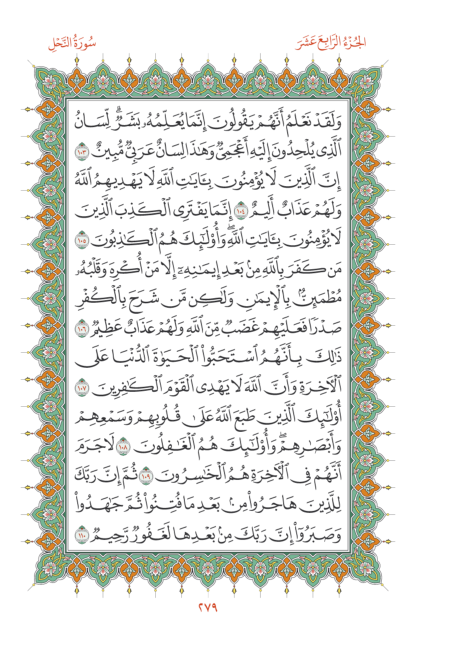 الجُزْءُ الرَّابِعَ عَشَرَ
سُورَةُ النَّحْلِ
وَلَقَدْ نَعْلَمُ أَنَّهُمْ يَقُولُونَ إِنَّمَا يُعَلِّمُهُۥ بَشَرٌۗ لِّسَانُ
ٱلَّذِى يُلْحِدُونَ إِلَيْهِ أَعْجَمِىٌّ وَهَٰذَا لِسَانٌ عَرَبِىٌّ مُّبِينٌ ١٠٣
إِنَّ ٱلَّذِينَ لَا يُؤْمِنُونَ بِـَٔايَٰتِ ٱللَّهِ لَا يَهْدِيهِمُ ٱللَّهُ
وَلَهُمْ عَذَابٌ أَلِيمٌ ١٠٤ إِنَّمَا يَفْتَرِى ٱلْكَذِبَ ٱلَّذِينَ
لَا يُؤْمِنُونَ بِـَٔايَٰتِ ٱللَّهِۖ وَأُو۟لَٰٓئِكَ هُمُ ٱلْكَٰذِبُونَ ١٠٥
مَن كَفَرَ بِٱللَّهِ مِنۢ بَعْدِ إِيمَٰنِهِۦٓ إِلَّا مَنْ أُكْرِهَ وَقَلْبُهُۥ
مُطْمَئِنٌّۢ بِٱلْإِيمَٰنِ وَلَٰكِن مَّن شَرَحَ بِٱلْكُفْرِ
صَدْرًا فَعَلَيْهِمْ غَضَبٌ مِّنَ ٱللَّهِ وَلَهُمْ عَذَابٌ عَظِيمٌ ١٠٦
ذَٰلِكَ بِأَنَّهُمُ ٱسْتَحَبُّوا۟ ٱلْحَيَوٰةَ ٱلدُّنْيَا عَلَى
ٱلْءَاخِرَةِ وَأَنَّ ٱللَّهَ لَا يَهْدِى ٱلْقَوْمَ ٱلْكَٰفِرِينَ ١٠٧
أُو۟لَٰٓئِكَ ٱلَّذِينَ طَبَعَ ٱللَّهُ عَلَىٰ قُلُوبِهِمْ وَسَمْعِهِمْ
وَأَبْصَٰرِهِمْۖ وَأُو۟لَٰٓئِكَ هُمُ ٱلْغَٰفِلُونَ ١٠٨ لَا جَرَمَ
أَنَّهُمْ فِى ٱلْءَاخِرَةِ هُمُ ٱلْخَٰسِرُونَ ١٠٩ ثُمَّ إِنَّ رَبَّكَ
لِلَّذِينَ هَاجَرُوا۟ مِنۢ بَعْدِ مَا فُتِنُوا۟ ثُمَّ جَٰهَدُوا۟
وَصَبَرُوٓا۟ إِنَّ رَبَّكَ مِنۢ بَعْدِهَا لَغَفُورٌ رَّحِيمٌ ١١٠
٢٧٩